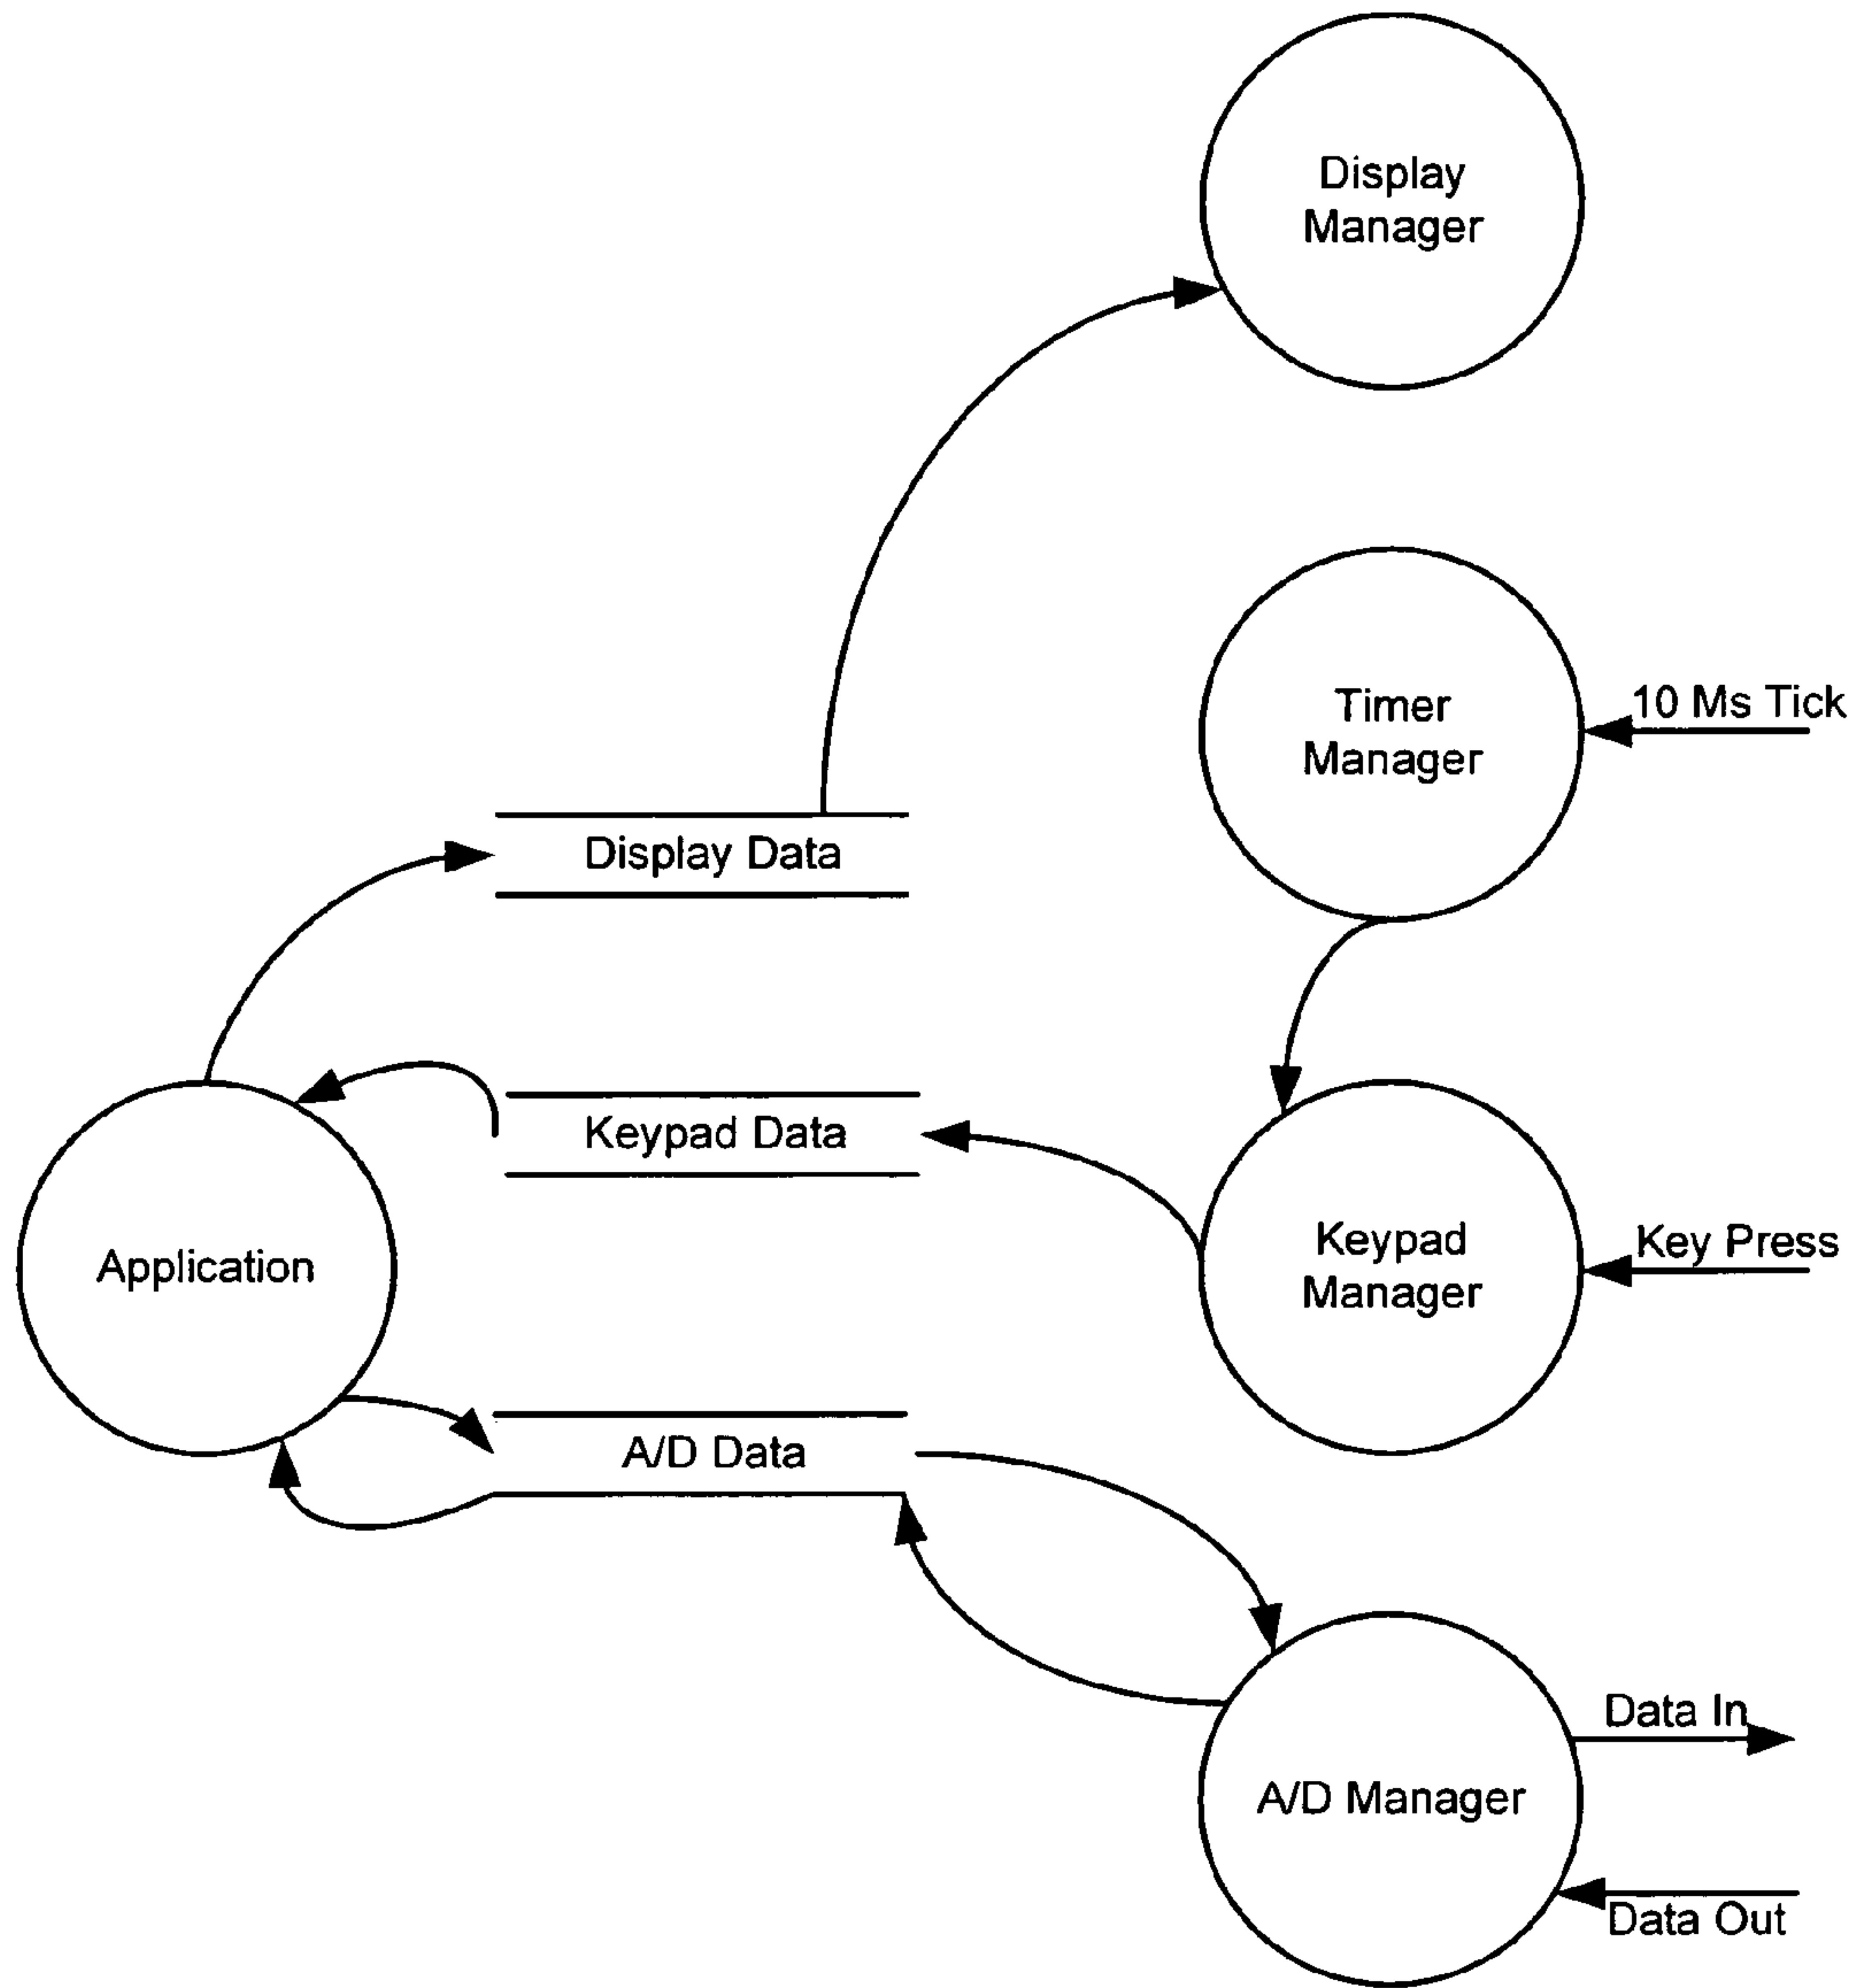 Display
Manager
Timer
Manager
10 Ms Tick
Display Data
Keypad Data
Keypad
Manager
Key Press
Application
A/D Data
Data In
A/D Manager
Data Out